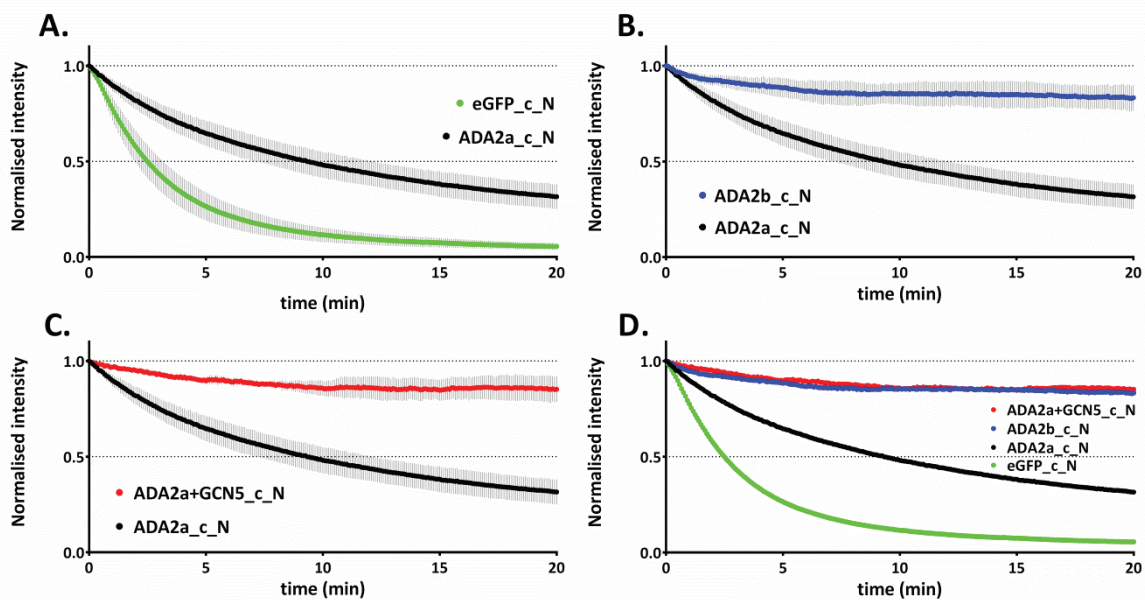 A.
Normalised intensity
1.0
0.5
0.0
eGFP_c_N
ADA2a_c_N
0 5 10 15 20
time (min)
B.
Normalised intensity
1.0
0.5
0.0
ADA2b_c_N
ADA2a_c_N
0 5 10 15 20
time (min)
C.
Normalised intensity
1.0
0.5
0.0
ADA2a+GCN5_c_N
ADA2a_c_N
0 5 10 15 20
time (min)
D.
Normalised intensity
1.0
0.5
0.0
ADA2a+GCN5_c_N
ADA2b_c_N
ADA2a_c_N
eGFP_c_N
0 5 10 15 20
time (min)